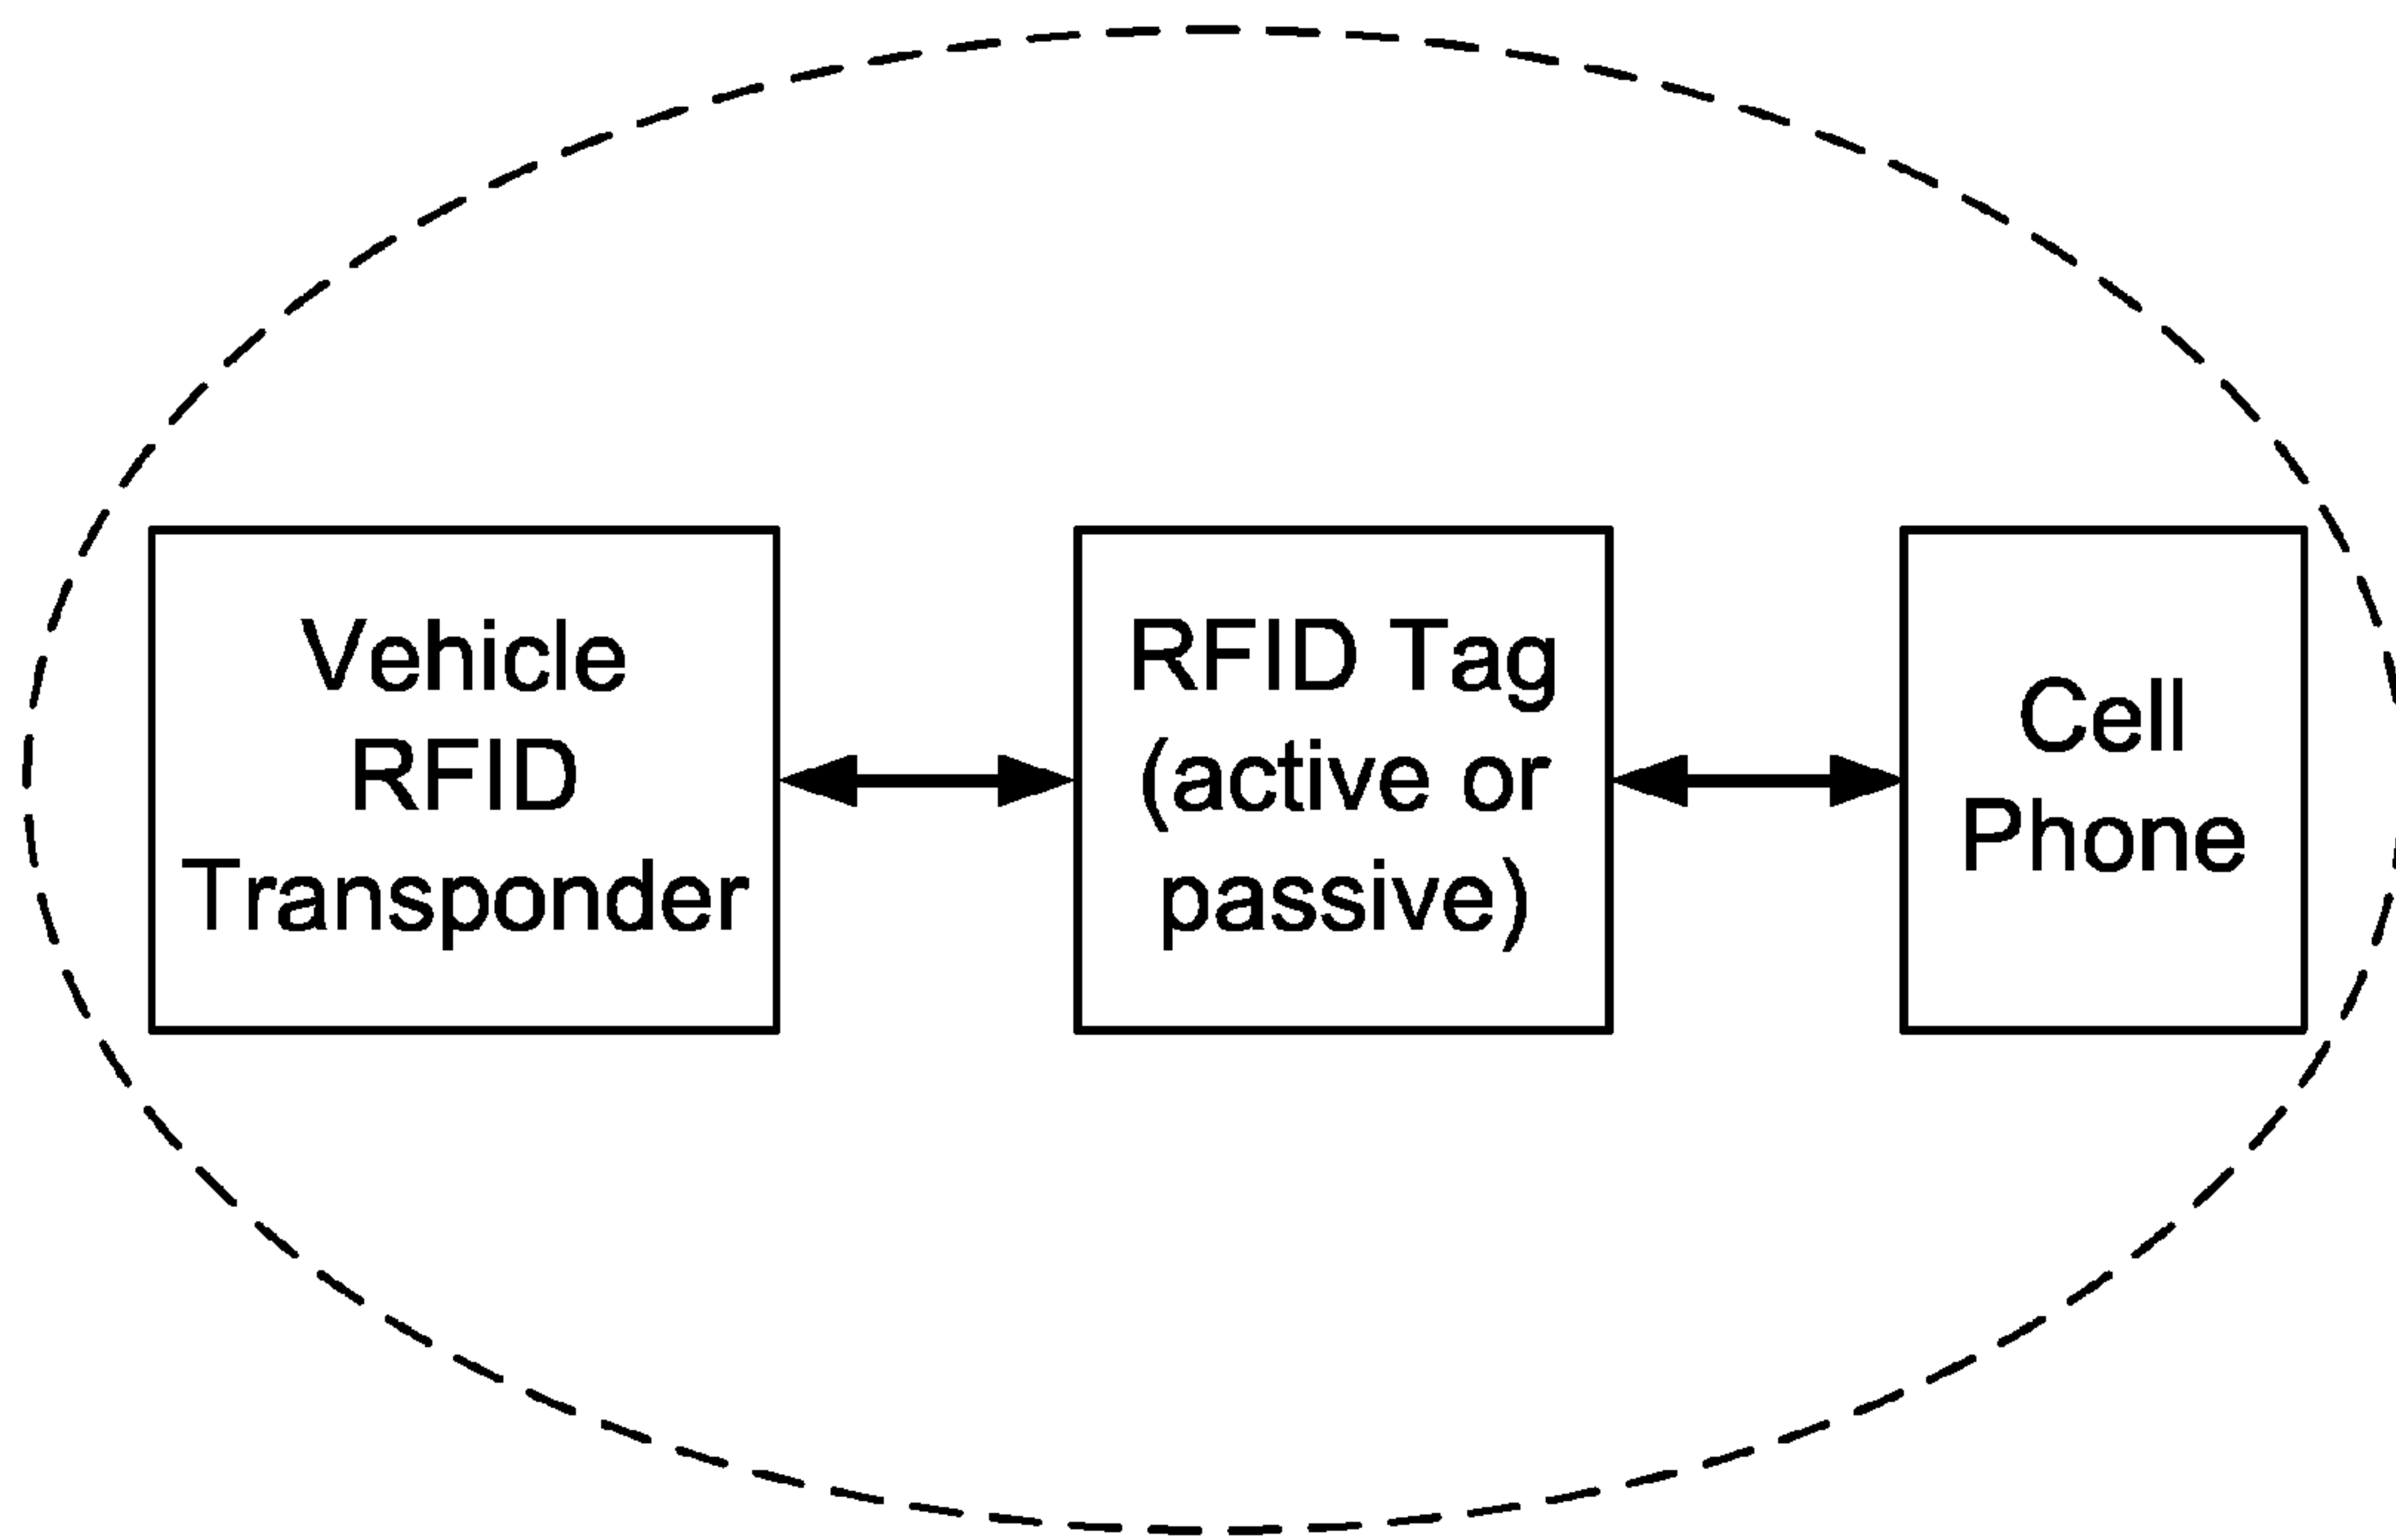 Vehicle
RFID
Transponder
RFID Tag
(active or
passive)
Cell
Phone